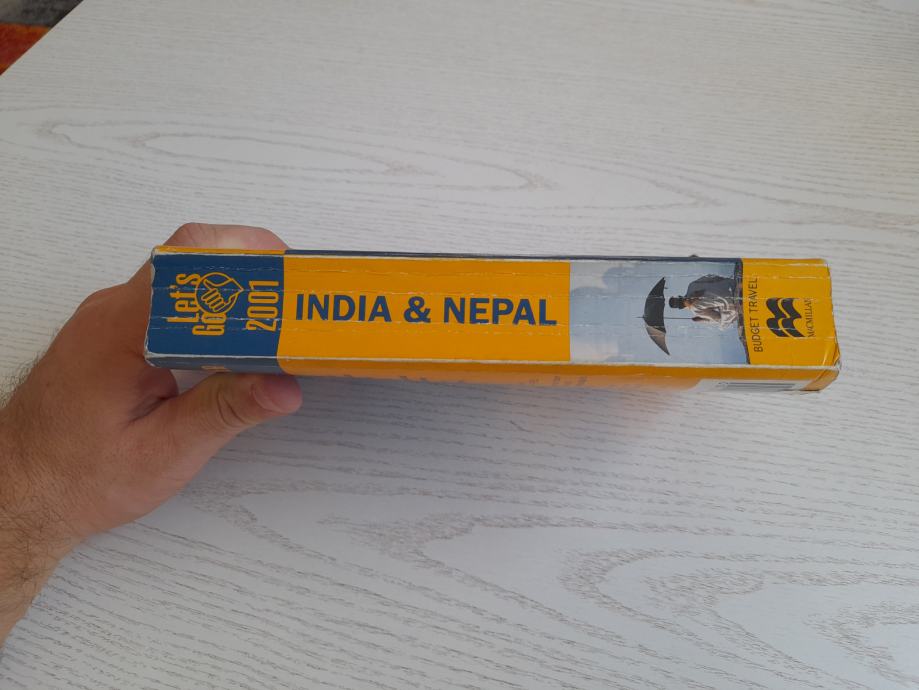 Let's
Go
2001
INDIA & NEPAL
BUDGET TRAVEL
MACMILLAN